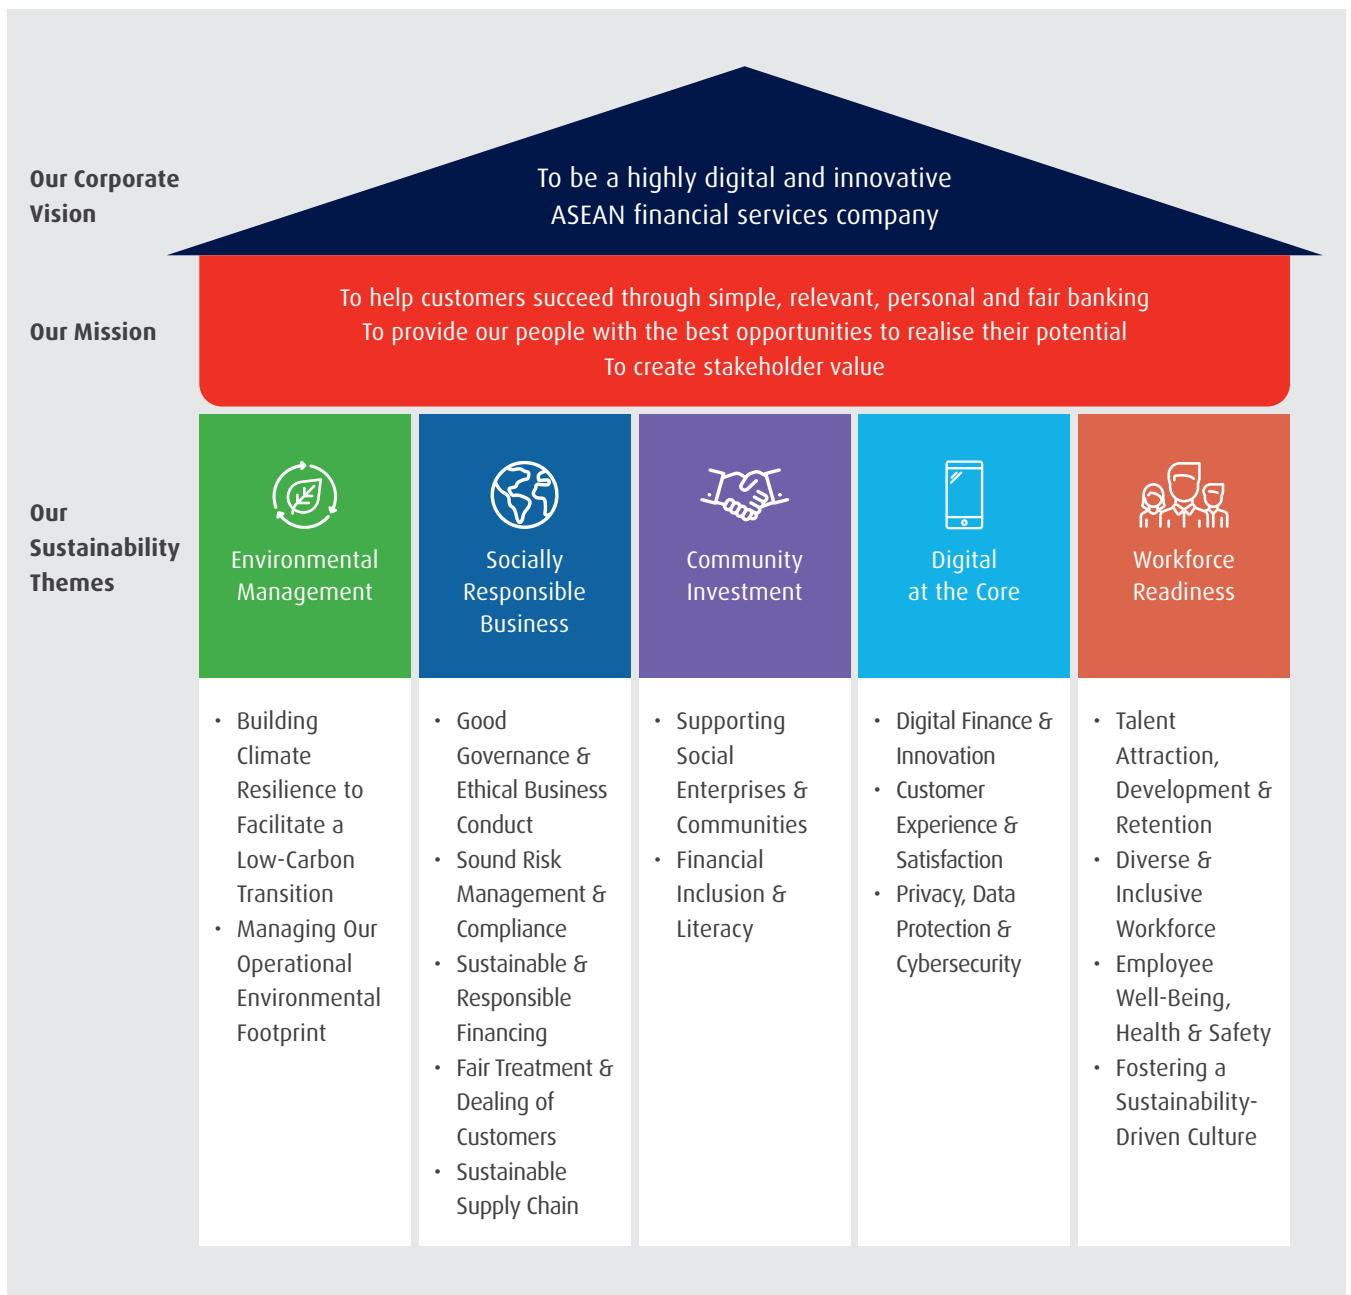 Our Corporate
Vision
To be a highly digital and innovative
ASEAN financial services company
Our Mission
To help customers succeed through simple, relevant, personal and fair banking
To provide our people with the best opportunities to realise their potential
To create stakeholder value
Our
Sustainability
Themes
Environmental
Management
Socially
Responsible
Business
Community
Investment
Digital
at the Core
Workforce
Readiness
• Building
Climate
Resilience to
Facilitate a
Low-Carbon
Transition
• Managing Our
Operational
Environmental
Footprint
• Good
Governance &
Ethical Business
Conduct
• Sound Risk
Management &
Compliance
• Sustainable &
Responsible
Financing
• Fair Treatment &
Dealing of
Customers
• Sustainable
Supply Chain
• Supporting
Social
Enterprises &
Communities
• Financial
Inclusion &
Literacy
• Digital Finance &
Innovation
• Customer
Experience &
Satisfaction
• Privacy, Data
Protection &
Cybersecurity
• Talent
Attraction,
Development &
Retention
• Diverse &
Inclusive
Workforce
• Employee
Well-Being,
Health & Safety
• Fostering a
Sustainability-
Driven Culture